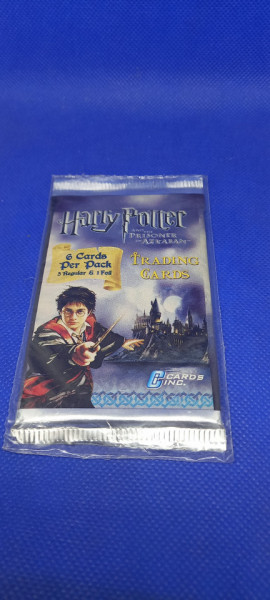 Harry Potter
AND THE
PRISONER
OF AZKABAN
TRADING
CARDS
6 Cards
Per Pack
5 Regular & 1 Foil
CARDS
INC.